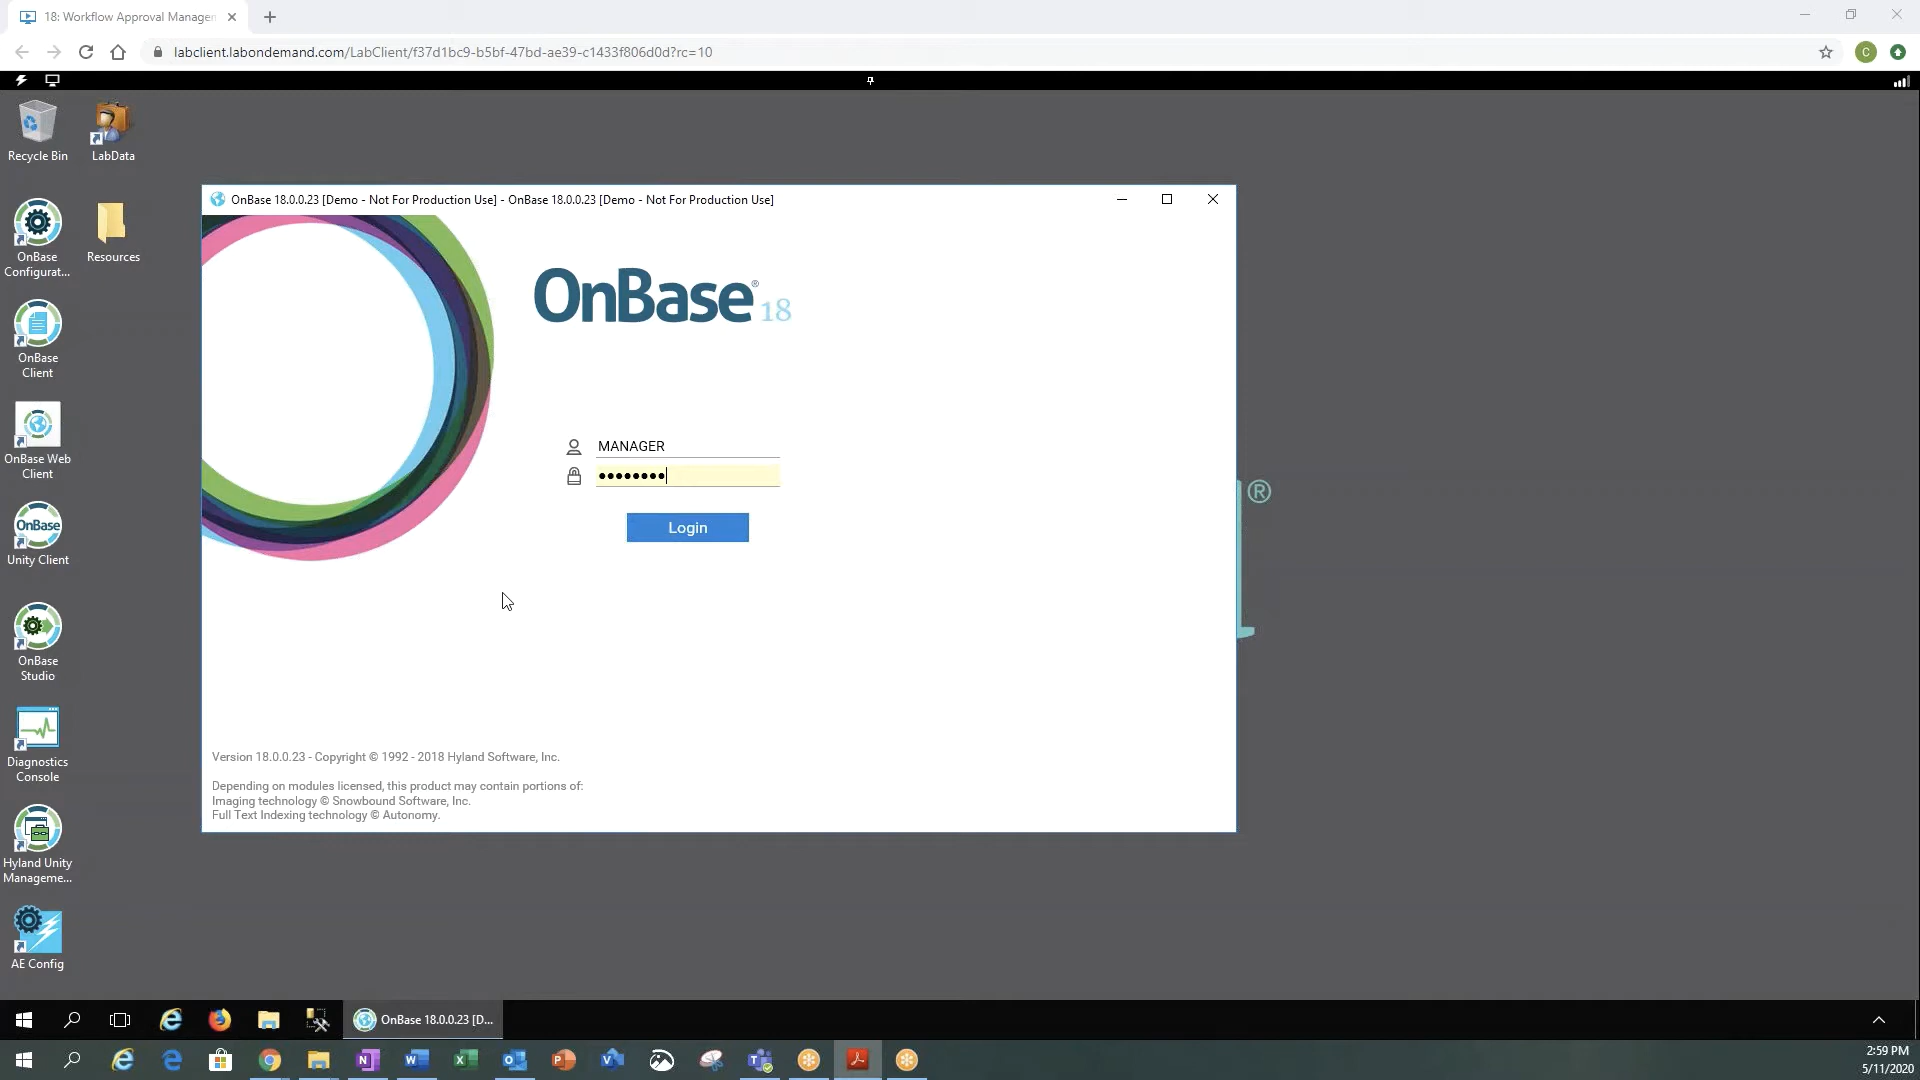 18: Workflow Approval Manager
labclient.labondemand.com/LabClient/f37d1bc9-b5bf-47bd-ae39-c1433f806d0d?rc=10
C
Recycle Bin
LabData
OnBase
Configurat...
Resources
OnBase
Client
OnBase Web
Client
OnBase
Unity Client
OnBase
Studio
Diagnostics
Console
Hyland Unity
Manageme...
AE Config
OnBase 18.0.0.23 [Demo - Not For Production Use] - OnBase 18.0.0.23 [Demo - Not For Production Use]
OnBase® 18
MANAGER
Login
Version 18.0.0.23 - Copyright © 1992 - 2018 Hyland Software, Inc.
Depending on modules licensed, this product may contain portions of:
Imaging technology © Snowbound Software, Inc.
Full Text Indexing technology © Autonomy.
®
OnBase 18.0.0.23 [D...
2:59 PM
5/11/2020